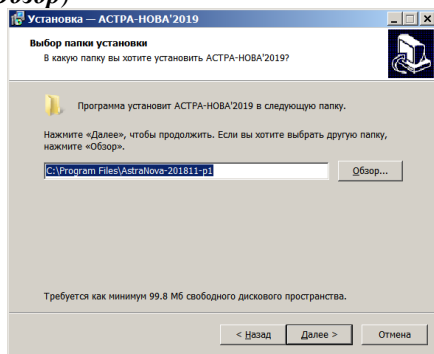 Обзор)
Установка — АСТРА-НОВА'2019
Выбор папки установки
В какую папку вы хотите установить АСТРА-НОВА'2019?
Программа установит АСТРА-НОВА'2019 в следующую папку.
Нажмите «Далее», чтобы продолжить. Если вы хотите выбрать другую папку,
нажмите «Обзор».
C:\Program Files\AstraNova-201811-p1
Обзор...
Требуется как минимум 99.8 Мб свободного дискового пространства.
< Назад
Далее >
Отмена